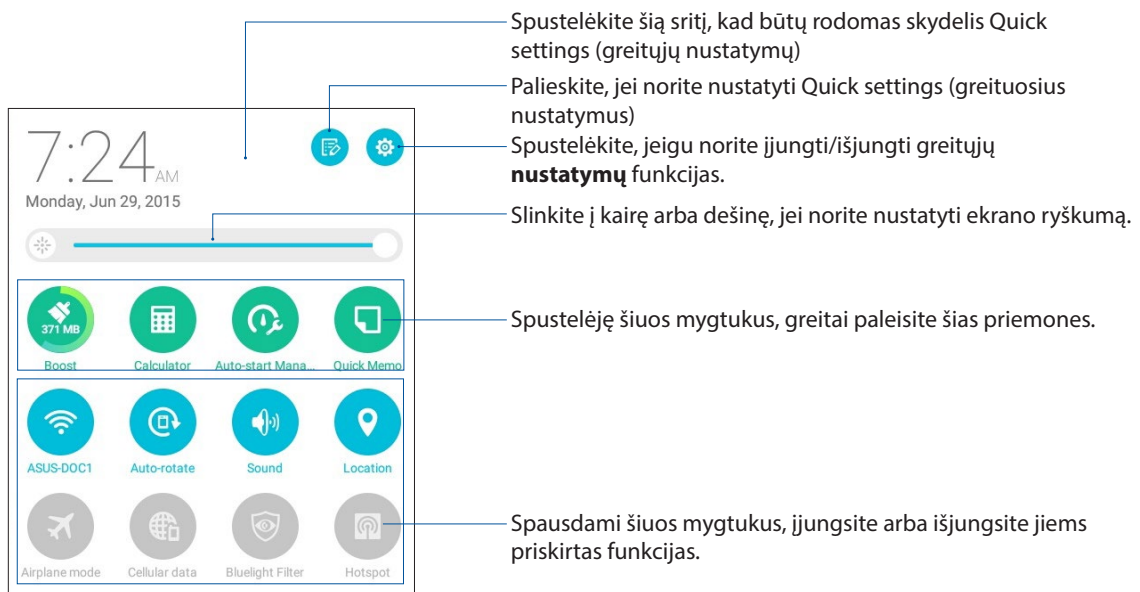 Spustelėkite šią sritį, kad būtų rodomas skydelis Quick
settings (greitųjų nustatymų)
Palieskite, jei norite nustatyti Quick settings (greituosius
nustatymus)
Spustelėkite, jeigu norite įjungti/išjungti greitųjų
nustatymų funkcijas.
Slinkite į kairę arba dešinę, jei norite nustatyti ekrano ryškumą.
Spustelėję šiuos mygtukus, greitai paleisite šias priemones.
Spausdami šiuos mygtukus, įjungsite arba išjungsite jiems
priskirtas funkcijas.
7:24 AM
Monday, Jun 29, 2015
371 MB
Boost Calculator Auto-start Mana... Quick Memo
ASUS-DOC1 Auto-rotate Sound Location
Airplane mode Cellular data Bluelight Filter Hotspot